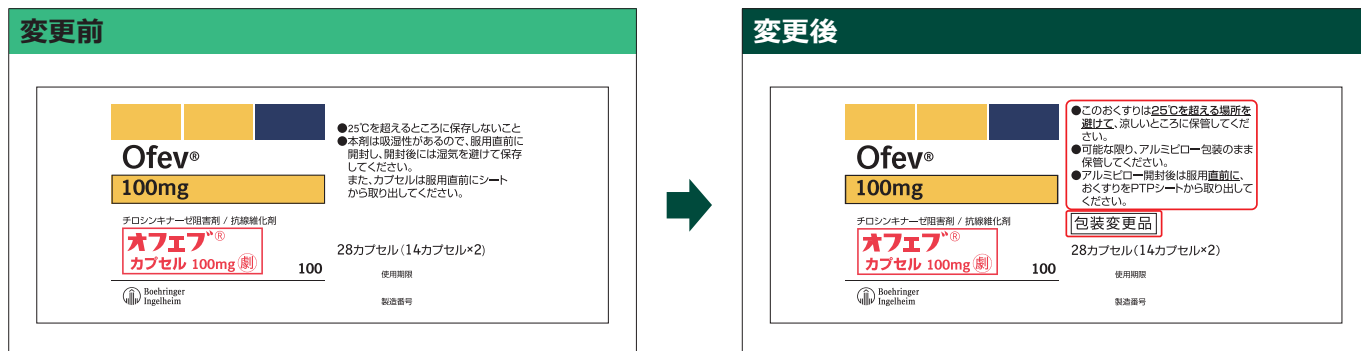 変更前
Ofev®
100mg
チロシンキナーゼ阻害剤 / 抗線維化剤
オフェブ®
カプセル 100mg 劇
100
Boehringer
Ingelheim
●25℃を超えるところに保存しないこと
●本剤は吸湿性があるので、服用直前に
開封し、開封後には湿気を避けて保存
してください。
また、カプセルは服用直前にシート
から取り出してください。
28カプセル(14カプセル×2)
使用期限
製造番号
変更後
Ofev®
100mg
チロシンキナーゼ阻害剤 / 抗線維化剤
オフェブ®
カプセル 100mg 劇
100
Boehringer
Ingelheim
●このおくすりは25℃を超える場所を
避けて、涼しいところに保管してくだ
さい。
●可能な限り、アルミピロー包装のまま
保管してください。
●アルミピロー開封後は服用直前に、
おくすりをPTPシートから取り出して
ください。
包装変更品
28カプセル(14カプセル×2)
使用期限
製造番号